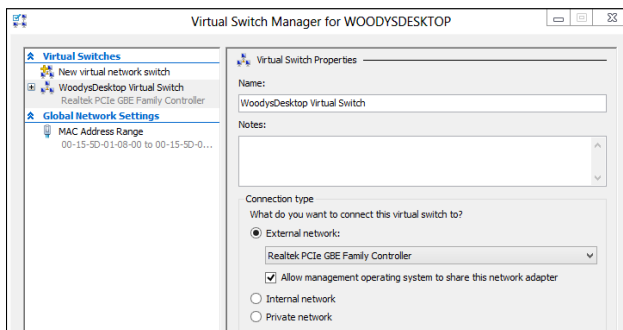 Virtual Switch Manager for WOODYSDESKTOP
Virtual Switches
New virtual network switch
WoodysDesktop Virtual Switch
Realtek PCIe GBE Family Controller
Global Network Settings
MAC Address Range
00-15-5D-01-08-00 to 00-15-5D-0...
Virtual Switch Properties
Name:
WoodysDesktop Virtual Switch
Notes:
Connection type
What do you want to connect this virtual switch to?
External network:
Realtek PCIe GBE Family Controller
Allow management operating system to share this network adapter
Internal network
Private network